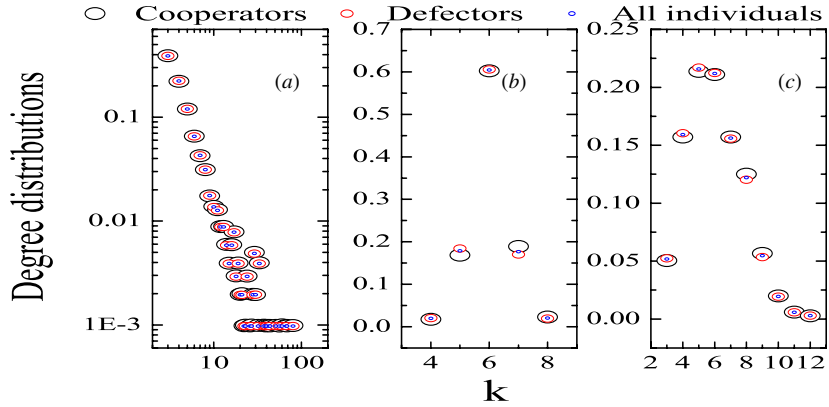 Cooperators Defectors All individuals
Degree distributions
(a)
0.1
0.01
1E-3
10 100
(b)
0.7
0.6
0.5
0.4
0.3
0.2
0.1
0.0
4 6 8
(c)
0.25
0.20
0.15
0.10
0.05
0.00
2 4 6 8 10 12
k